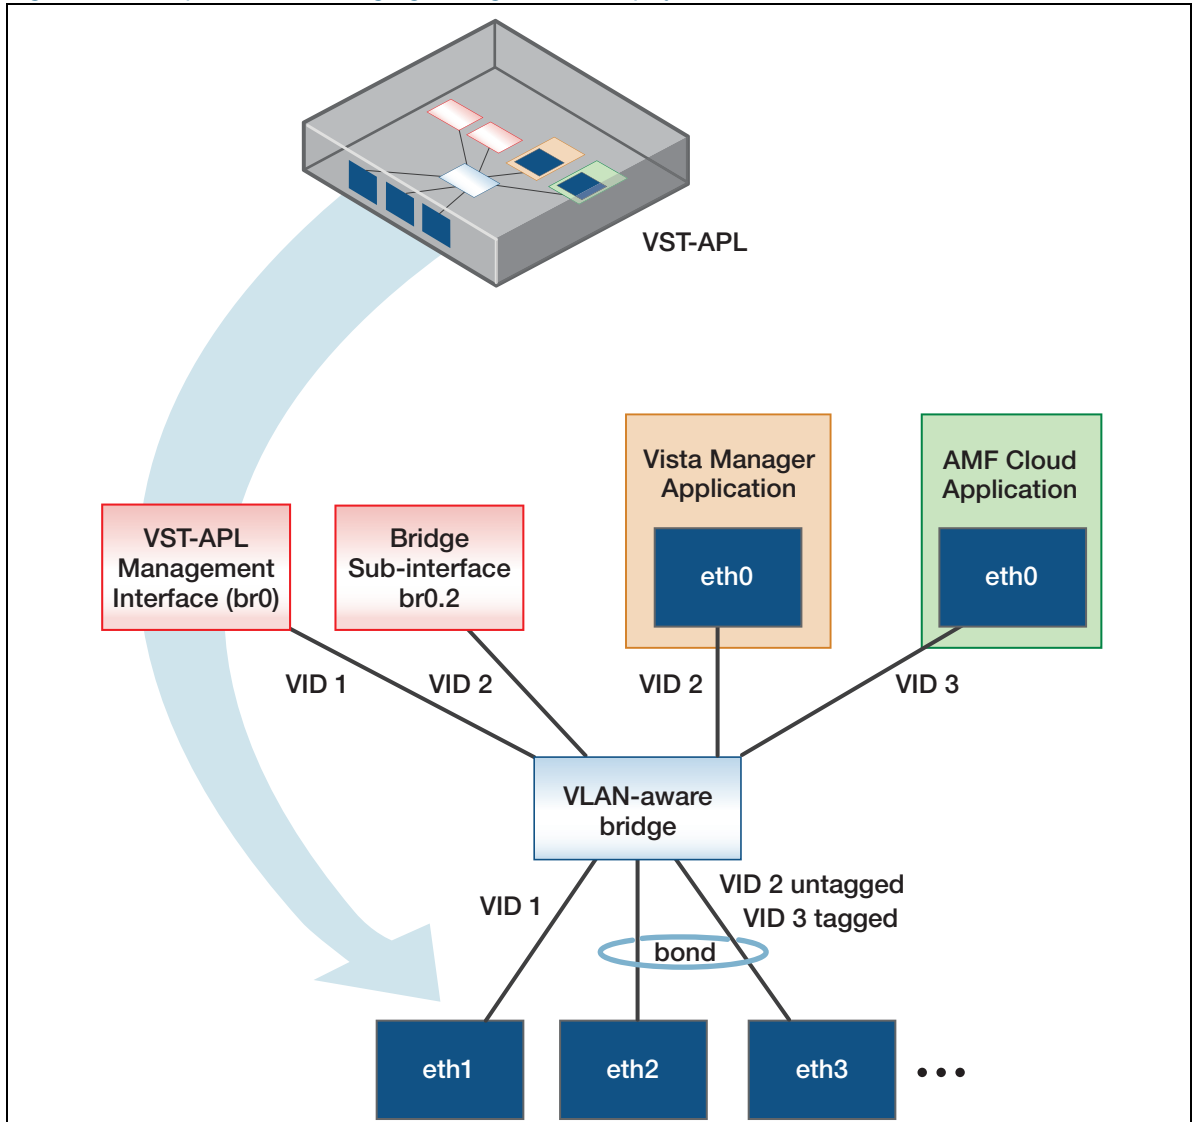 VST-APL
Vista Manager
Application
eth0
AMF Cloud
Application
eth0
VST-APL
Management
Interface (br0)
Bridge
Sub-interface
br0.2
VID 1
VID 2
VID 2
VID 3
VLAN-aware
bridge
VID 1
VID 2 untagged
VID 3 tagged
bond
eth1
eth2
eth3